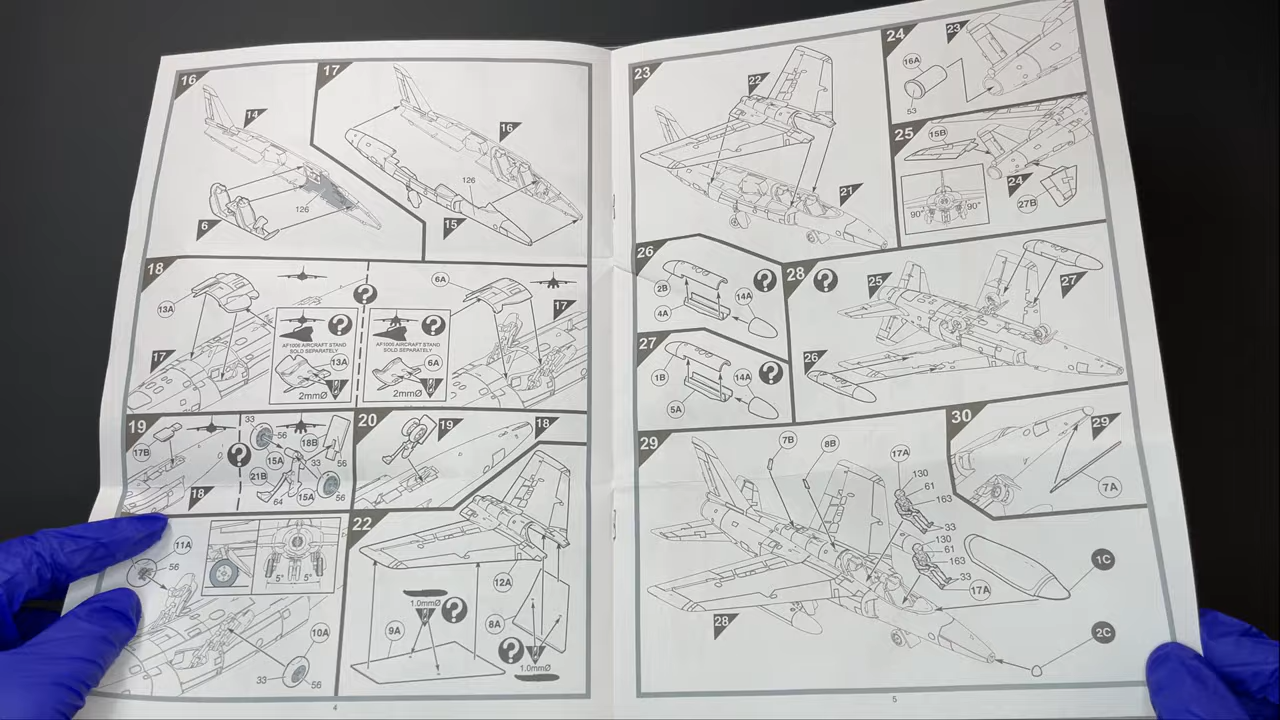 16
14
126
6
17
16
126
15
18
13A
17
AF1006 AIRCRAFT STAND
SOLD SEPARATELY
13A
2mmØ
?
6A
17
AF1006 AIRCRAFT STAND
SOLD SEPARATELY
6A
2mmØ
19
17B
18
?
33
56
18B
15A
33
56
21B
64
15A
56
20
19
18
11A
56
5° 5°
10A
33
56
22
12A
1.0mmØ
?
9A
8A
?
1.0mmØ
4
23
22
21
24
23
16A
53
25
15B
24
27B
90° 90°
26
2B
4A
14A
?
27
1B
5A
14A
?
28
?
25
27
26
29
7B
8B
17A
130
61
163
33
130
61
163
33
17A
28
1C
2C
30
29
7A
5